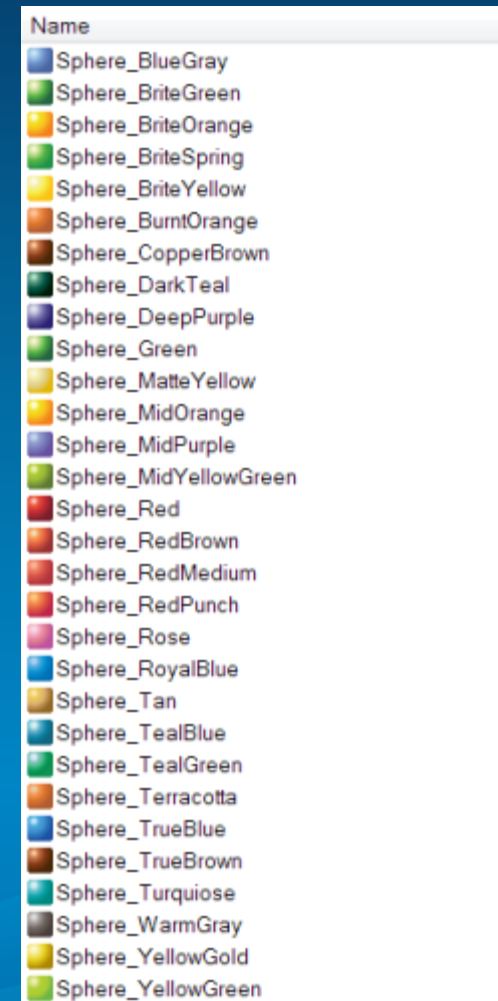 Name
Sphere_BlueGray
Sphere_BriteGreen
Sphere_BriteOrange
Sphere_BriteSpring
Sphere_BriteYellow
Sphere_BurntOrange
Sphere_CopperBrown
Sphere_DarkTeal
Sphere_DeepPurple
Sphere_Green
Sphere_MatteYellow
Sphere_MidOrange
Sphere_MidPurple
Sphere_MidYellowGreen
Sphere_Red
Sphere_RedBrown
Sphere_RedMedium
Sphere_RedPunch
Sphere_Rose
Sphere_RoyalBlue
Sphere_Tan
Sphere_TealBlue
Sphere_TealGreen
Sphere_Terracotta
Sphere_TrueBlue
Sphere_TrueBrown
Sphere_Turquiose
Sphere_WarmGray
Sphere_YellowGold
Sphere_YellowGreen